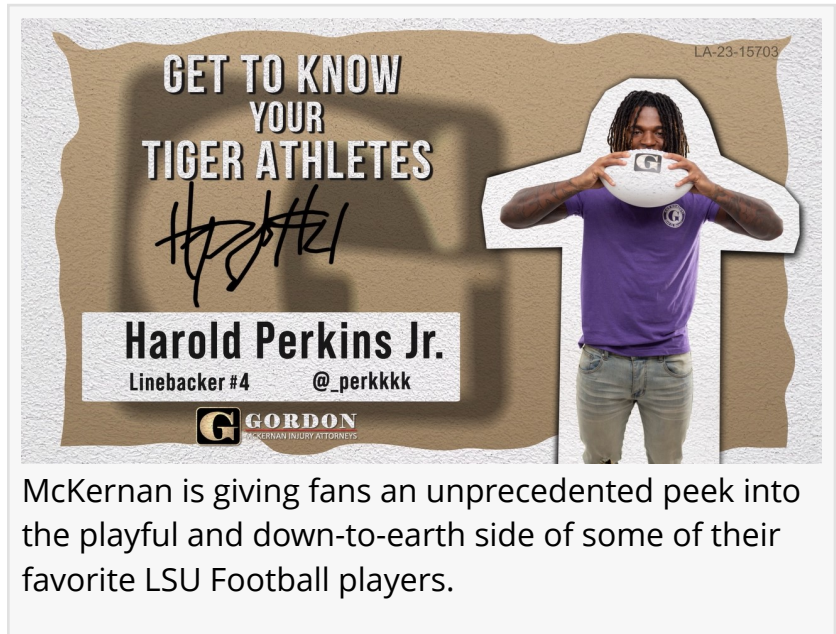 LA-23-15703
GET TO KNOW
YOUR
TIGER ATHLETES
Harold Perkins Jr.
Linebacker #4
@_perkkkk
G GORDON
MCKERNAN INJURY ATTORNEYS
G
G
McKernan is giving fans an unprecedented peek into
the playful and down-to-earth side of some of their
favorite LSU Football players.